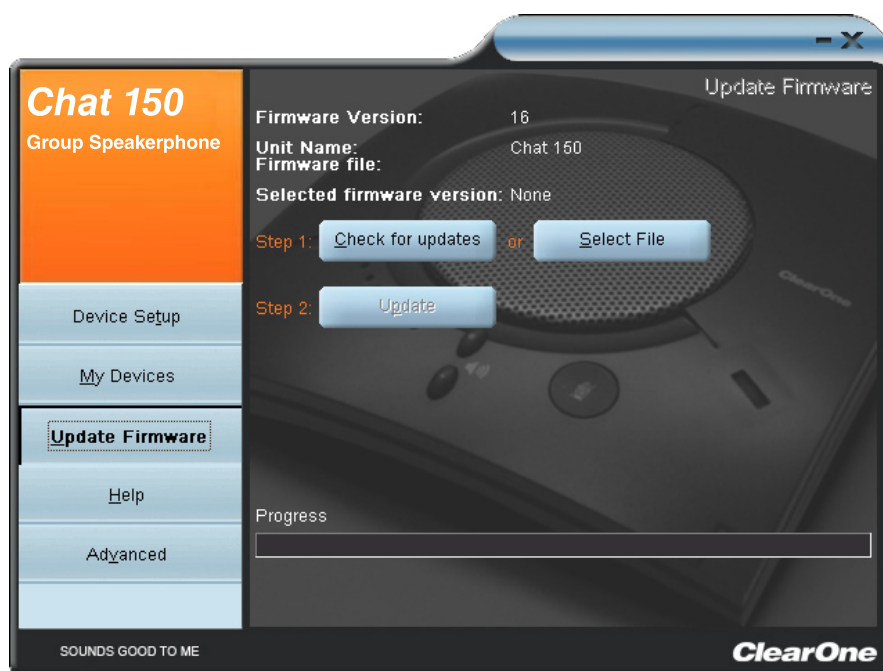 Chat 150
Group Speakerphone
Update Firmware
Firmware Version: 16
Unit Name: Chat 150
Firmware file:
Selected firmware version: None
Step 1: Check for updates or Select File
Step 2: Update
Device Setup
My Devices
Update Firmware
Help
Advanced
Progress
ClearOne
SOUNDS GOOD TO ME
ClearOne